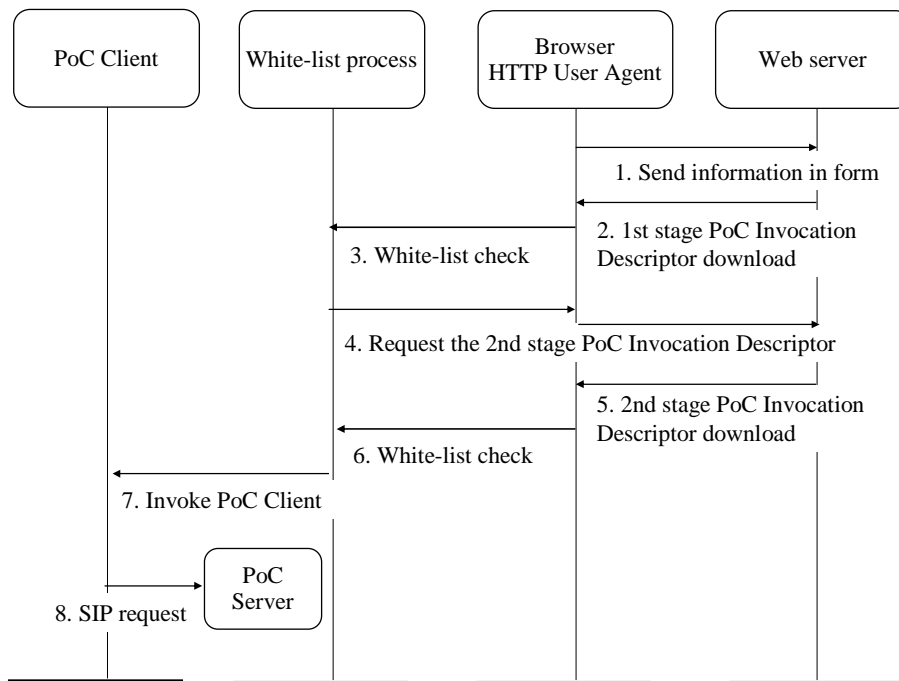 PoC Client
White-list process
Browser
HTTP User Agent
Web server
1. Send information in form
2. 1st stage PoC Invocation
Descriptor download
3. White-list check
4. Request the 2nd stage PoC Invocation Descriptor
5. 2nd stage PoC Invocation
Descriptor download
6. White-list check
7. Invoke PoC Client
PoC
Server
8. SIP request